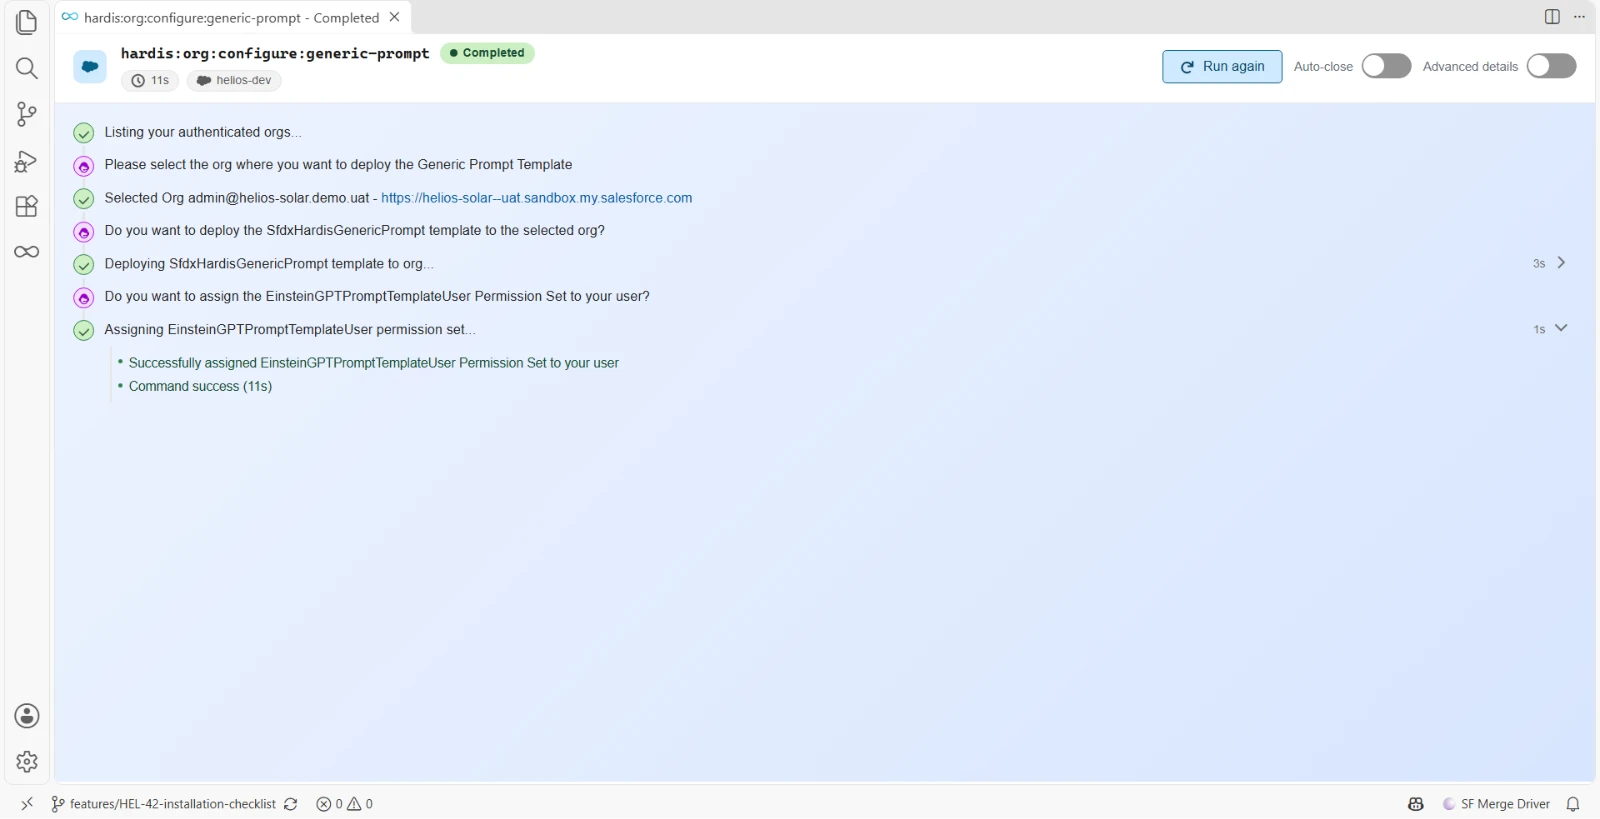 hardis:org:configure:generic-prompt - Completed
hardis:org:configure:generic-prompt
Completed
11s
helios-dev
Run again
Auto-close
Advanced details
Listing your authenticated orgs...
Please select the org where you want to deploy the Generic Prompt Template
Selected Org admin@helios-solar.demo.uat - https://helios-solar--uat.sandbox.my.salesforce.com
Do you want to deploy the SfdxHardisGenericPrompt template to the selected org?
Deploying SfdxHardisGenericPrompt template to org...
3s
Do you want to assign the EinsteinGPTPromptTemplateUser Permission Set to your user?
Assigning EinsteinGPTPromptTemplateUser permission set...
1s
• Successfully assigned EinsteinGPTPromptTemplateUser Permission Set to your user
• Command success (11s)
features/HEL-42-installation-checklist
0
0
SF Merge Driver